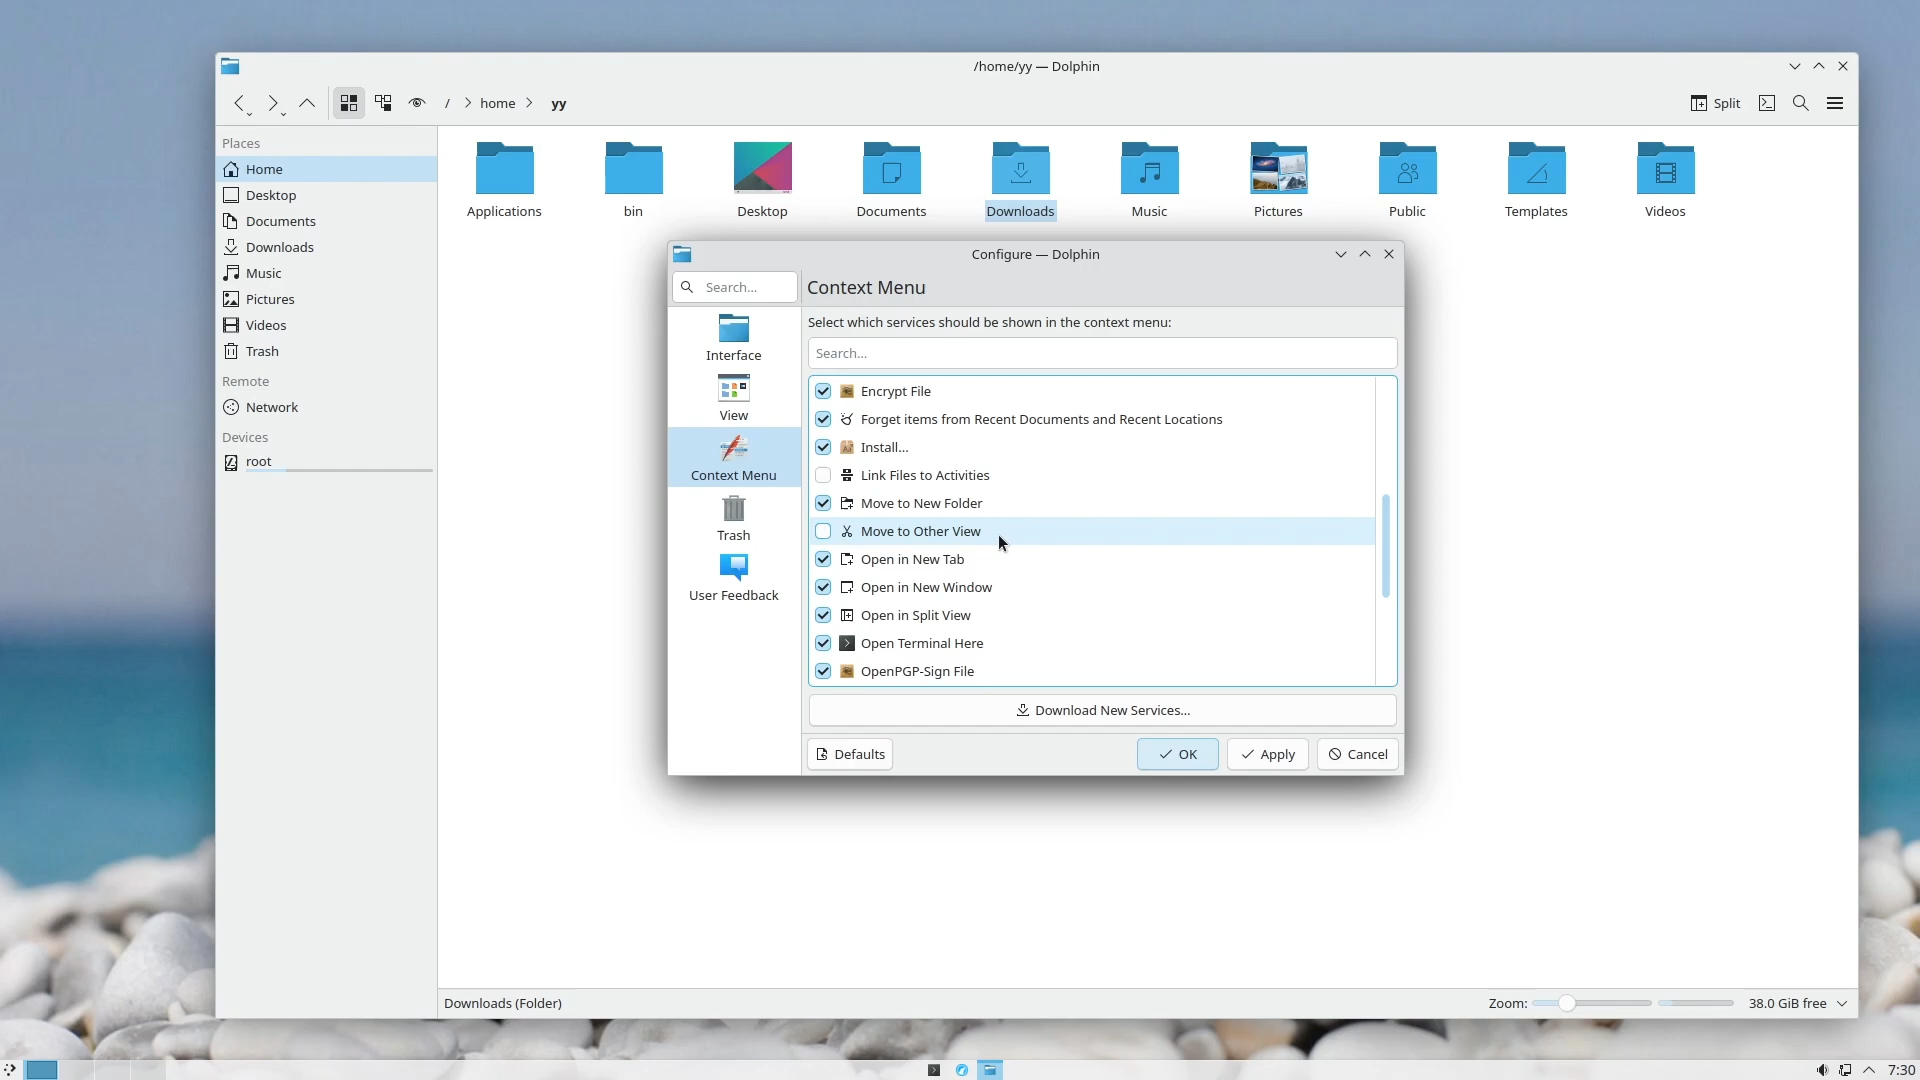 /home/yy — Dolphin
/ home yy
Split
Places
Home
Desktop
Documents
Downloads
Music
Pictures
Videos
Trash
Remote
Network
Devices
root
Applications
bin
Desktop
Documents
Downloads
Music
Pictures
Public
Templates
Videos
Configure — Dolphin
Search...
Context Menu
Interface
View
Context Menu
Trash
User Feedback
Select which services should be shown in the context menu:
Search...
Encrypt File
Forget items from Recent Documents and Recent Locations
Install...
Link Files to Activities
Move to New Folder
Move to Other View
Open in New Tab
Open in New Window
Open in Split View
Open Terminal Here
OpenPGP-Sign File
Download New Services...
Defaults
OK
Apply
Cancel
Downloads (Folder)
Zoom:
38.0 GiB free
7:30